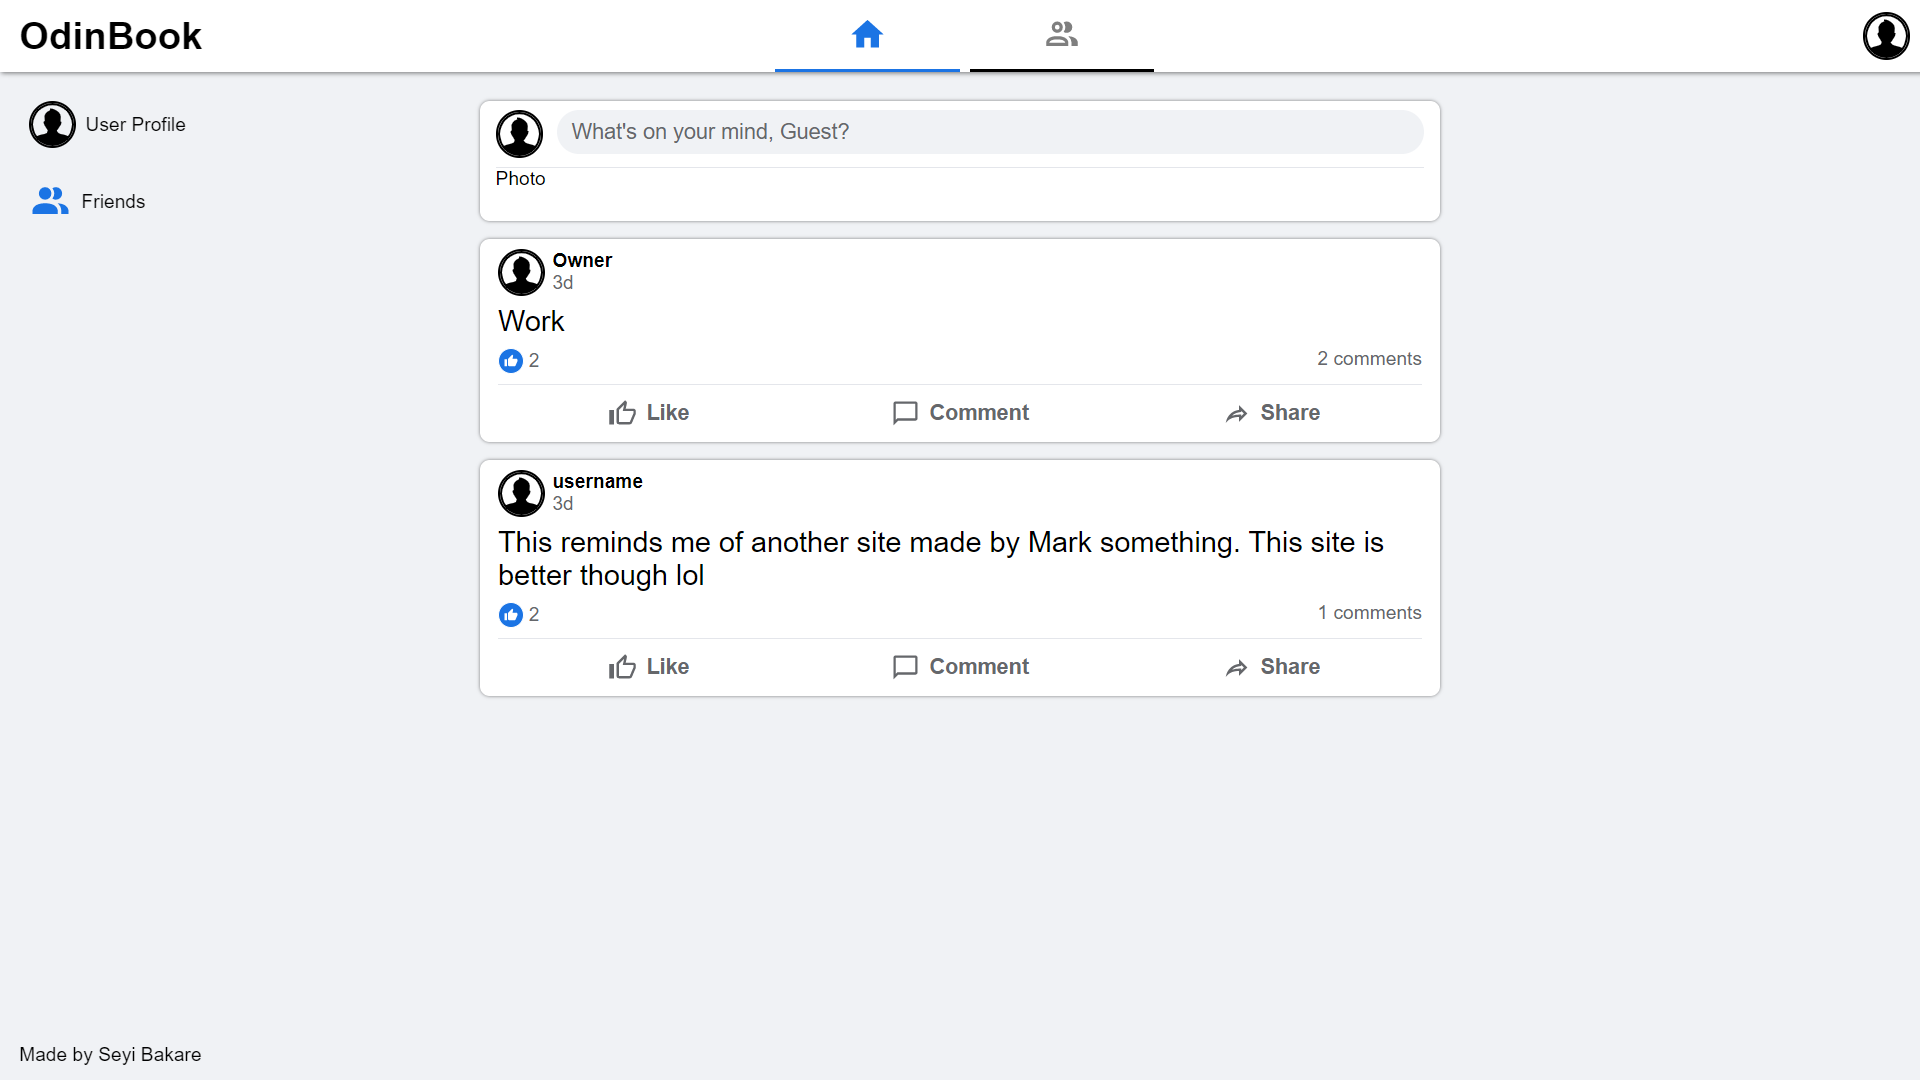 OdinBook
User Profile
Friends
What's on your mind, Guest?
Photo
Owner
3d
Work
2
2 comments
Like
Comment
Share
username
3d
This reminds me of another site made by Mark something. This site is
better though lol
2
1 comments
Like
Comment
Share
Made by Seyi Bakare